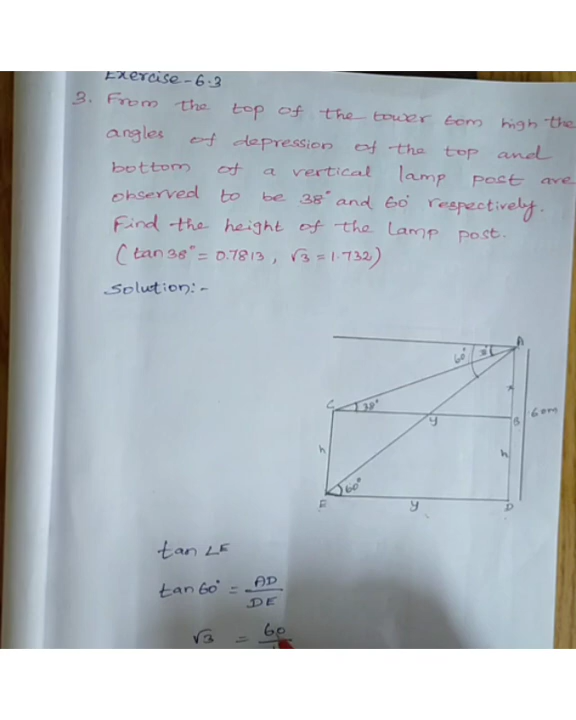 Exercise-6.3
3. From the top of the tower 60m high the
angles of depression of the top and
bottom of a vertical lamp post are
observed to be 38° and 60° respectively.
Find the height of the Lamp post.
(tan 38° = 0.7813, √3 = 1.732)
Solution:-
A
60°
x
C
38°
y
B
60m
h
h
E
60°
y
D
tan ∠E
tan 60° = AD
DE
√3 = 60